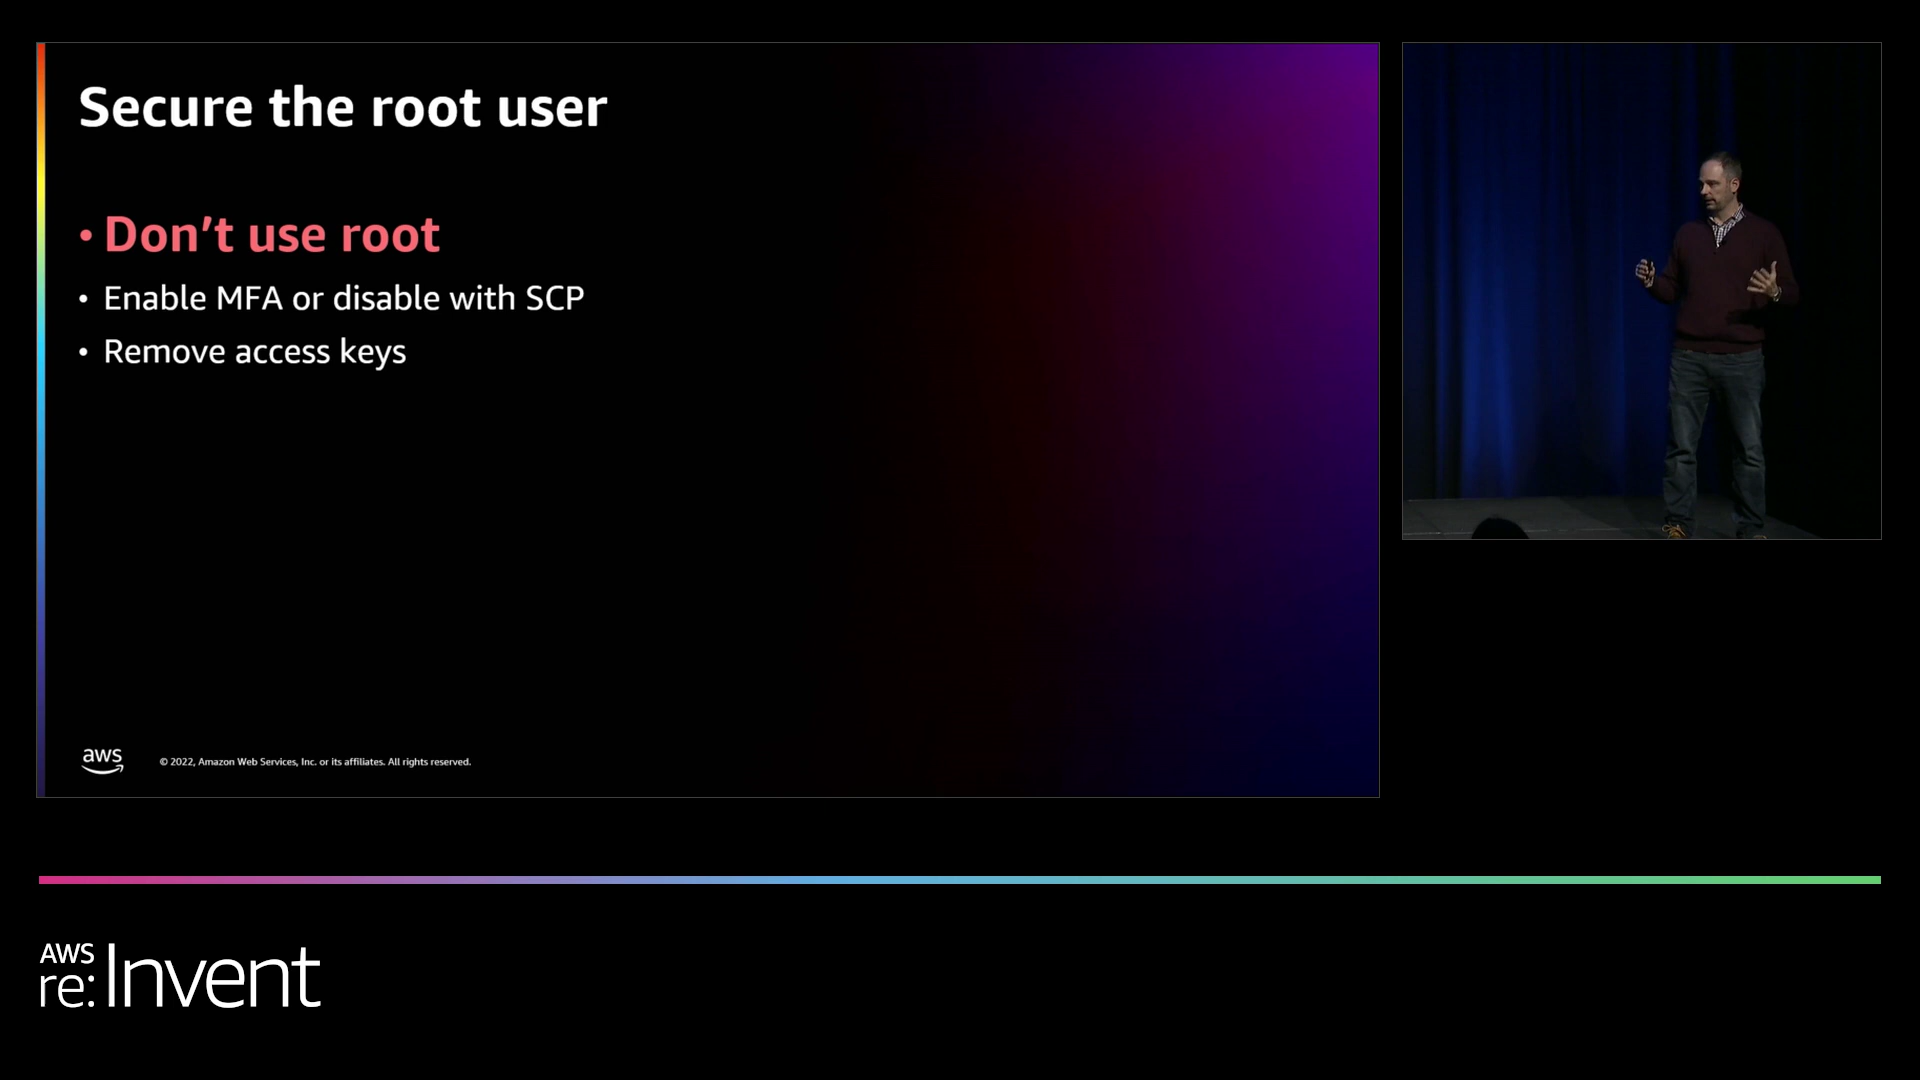 Secure the root user
• Don’t use root
• Enable MFA or disable with SCP
• Remove access keys
aws
© 2022, Amazon Web Services, Inc. or its affiliates. All rights reserved.
AWS
re:Invent